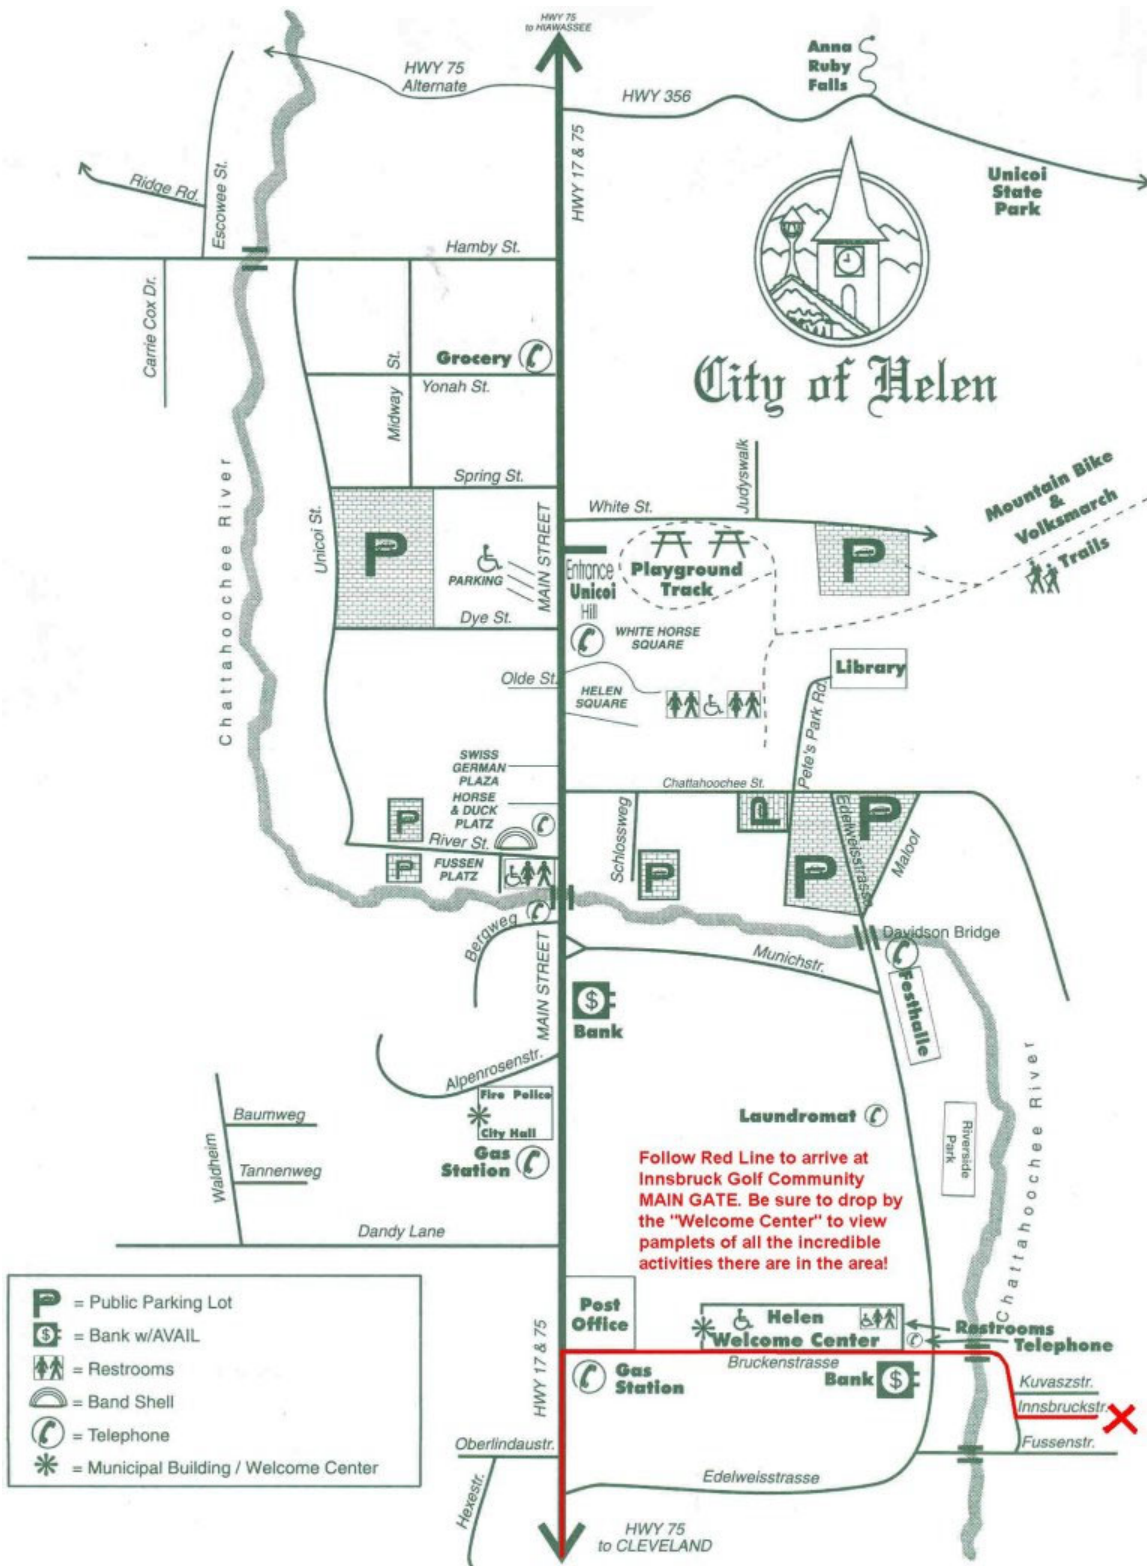 HWY 75
to HIAWASSEE
HWY 75
Alternate
HWY 356
Anna
Ruby
Falls
HWY 17 & 75
Unicoi
State
Park
Ridge Rd.
Escowee St.
Hamby St.
Carrie Cox Dr.
Grocery
Yonah St.
Midway
St.
City of Helen
Spring St.
Chattahoochee River
Unicoi St.
P
PARKING
MAIN STREET
White St.
Judyswalk
Entrance
Unicoi
Hill
Playground
Track
P
Mountain Bike
&
Volksmarch
Trails
Dye St.
WHITE HORSE
SQUARE
Olde St.
HELEN
SQUARE
Library
Pete's Park Rd.
SWISS
GERMAN
PLAZA
HORSE
& DUCK
PLATZ
Chattahoochee St.
P
River St.
P
FUSSEN
PLATZ
Schlossweg
P
P
P
Edelweisstrasse
P
Maloof
Bergweg
MAIN STREET
Munichstr.
Davidson Bridge
Festhalle
$
Bank
Alpenrosenstr.
Fire Police
City Hall
Gas
Station
Laundromat
Riverside
Park
Chattahoochee River
Waldheim
Baumweg
Tannenweg
Dandy Lane
Follow Red Line to arrive at
Innsbruck Golf Community
MAIN GATE. Be sure to drop by
the "Welcome Center" to view
pamplets of all the incredible
activities there are in the area!
P = Public Parking Lot
$ = Bank w/AVAIL
= Restrooms
= Band Shell
= Telephone
= Municipal Building / Welcome Center
HWY 17 & 75
Post
Office
Helen
Welcome Center
Restrooms
Telephone
Bruckenstrasse
Gas
Station
Bank
$
Kuvaszstr.
Innsbruckstr.
Fussenstr.
Oberlindaustr.
Hexestr.
Edelweisstrasse
HWY 75
to CLEVELAND